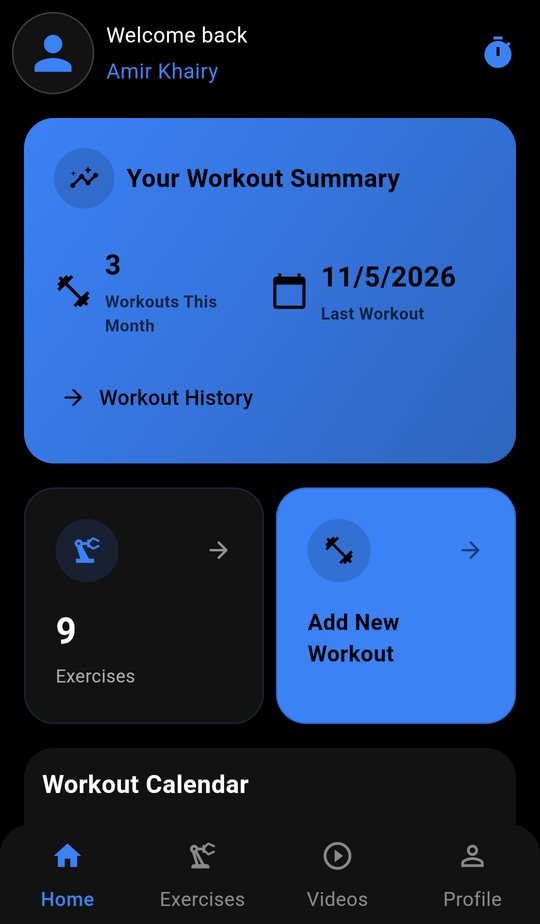 Welcome back
Amir Khairy
Your Workout Summary
3
Workouts This
Month
11/5/2026
Last Workout
Workout History
9
Exercises
Add New
Workout
Workout Calendar
Home
Exercises
Videos
Profile